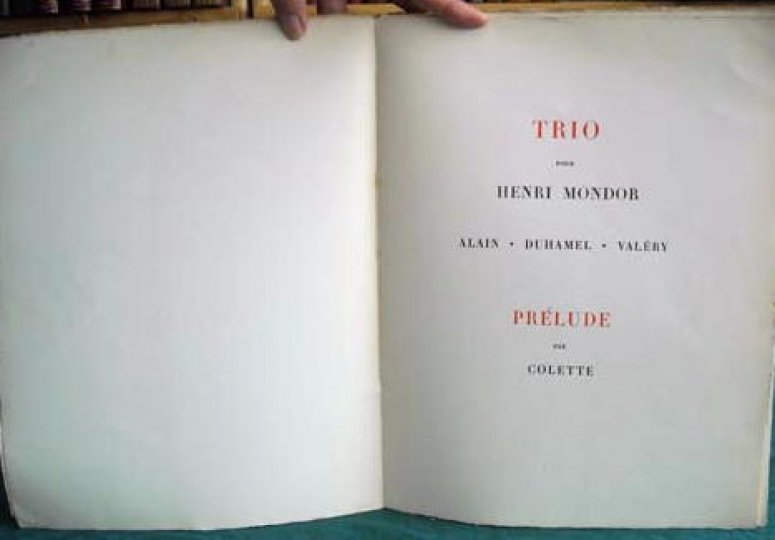 TRIO
POUR
HENRI MONDOR
ALAIN • DUHAMEL • VALÉRY
PRÉLUDE
PAR
COLETTE